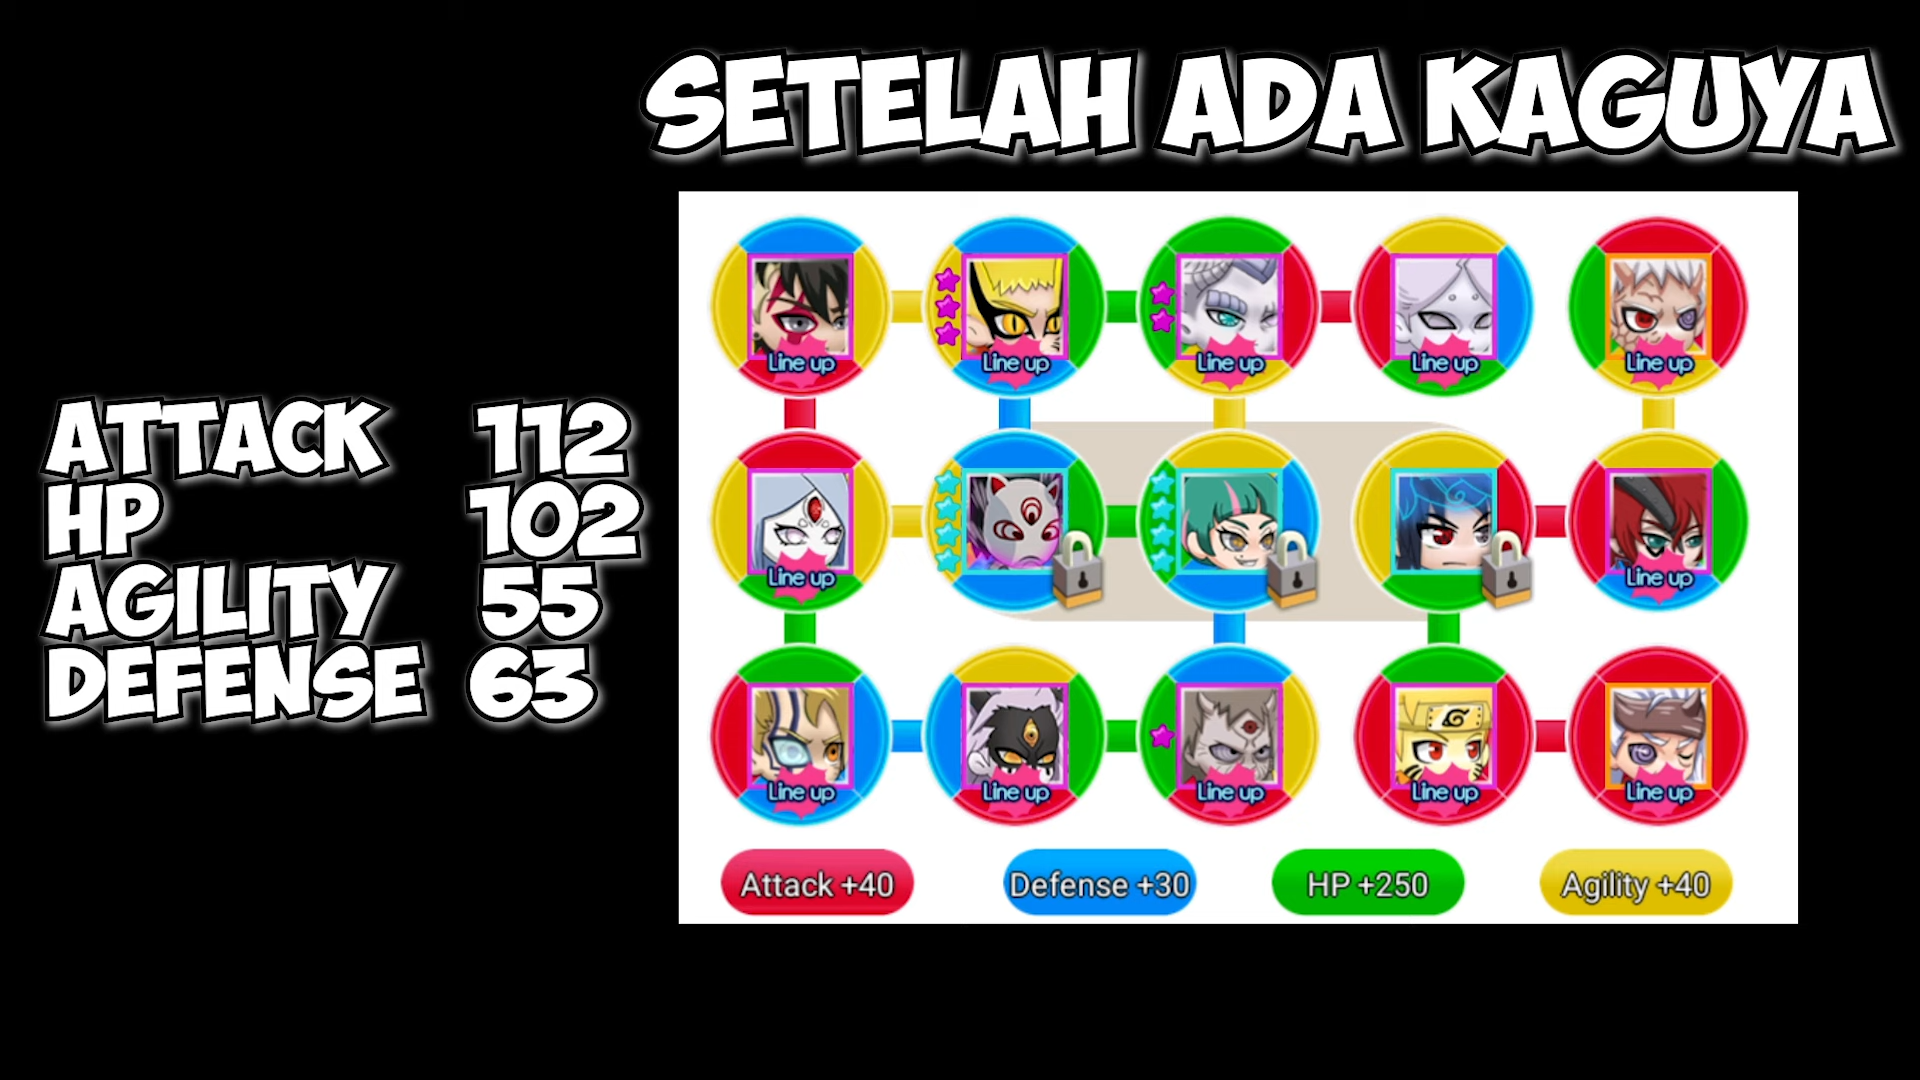 SETELAH ADA KAGUYA
ATTACK 112
HP 102
AGILITY 55
DEFENSE 63
Line up Line up Line up Line up Line up
Line up Line up
Line up Line up Line up Line up Line up
Attack +40 Defense +30 HP +250 Agility +40